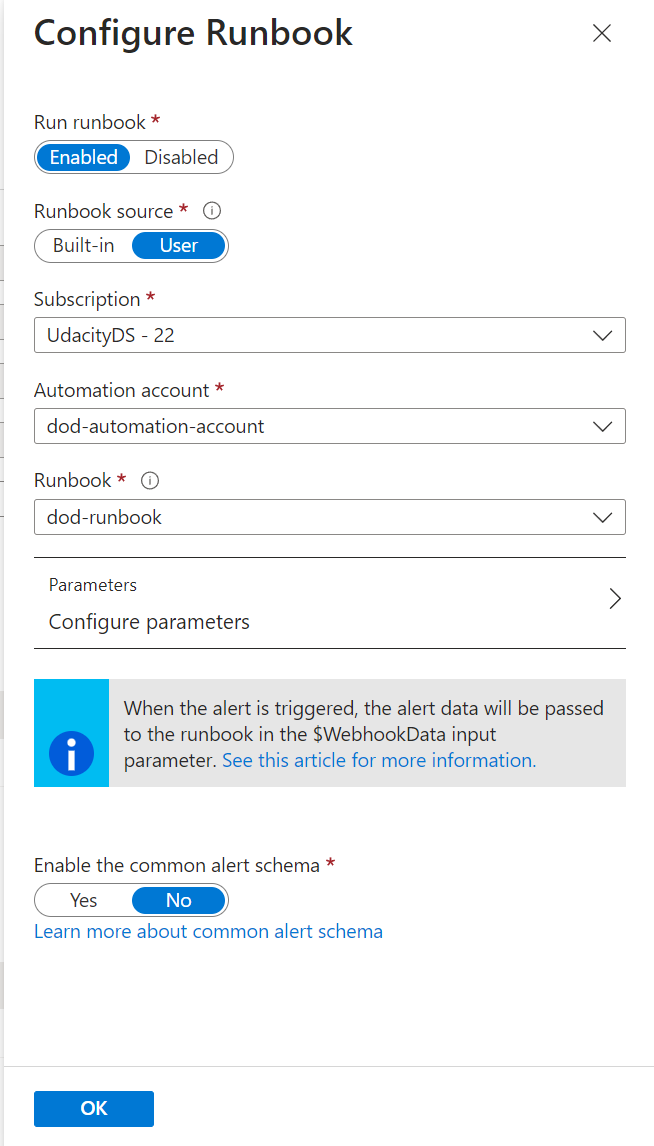 Configure Runbook
Run runbook *
Enabled Disabled
Runbook source *
Built-in User
Subscription *
UdacityDS - 22
Automation account *
dod-automation-account
Runbook *
dod-runbook
Parameters
Configure parameters
When the alert is triggered, the alert data will be passed
to the runbook in the $WebhookData input
parameter. See this article for more information.
Enable the common alert schema *
Yes No
Learn more about common alert schema
OK